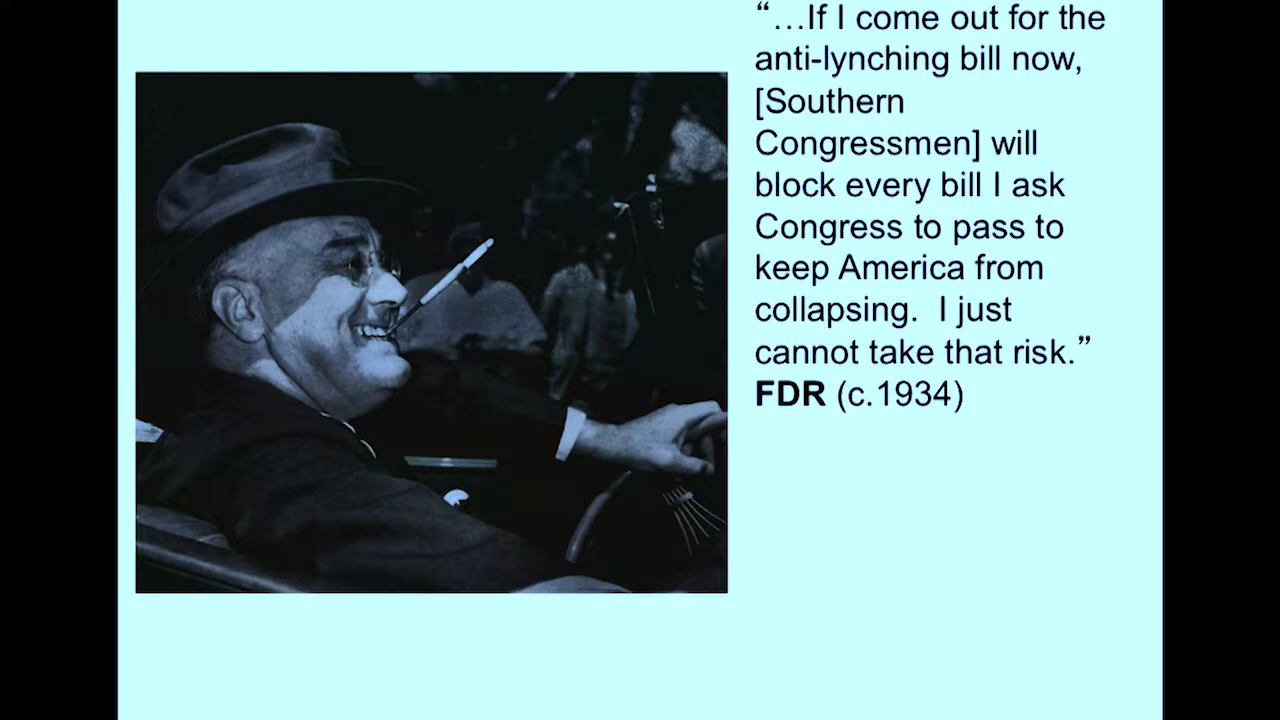 “…If I come out for the
anti-lynching bill now,
[Southern
Congressmen] will
block every bill I ask
Congress to pass to
keep America from
collapsing.  I just
cannot take that risk.”
FDR (c.1934)